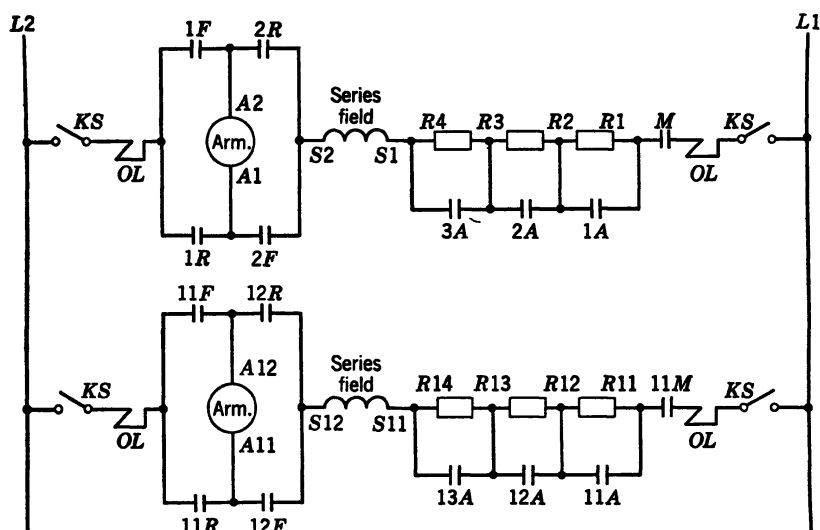 L2
L1
1F 2R
Series
field
A2
KS
R4 R3 R2 R1 M
KS
Arm.
OL
A1
S2 S1
OL
3A 2A 1A
1R 2F
11F 12R
Series
field
A12
KS
R14 R13 R12 R11 11M
KS
Arm.
OL
A11
S12 S11
OL
13A 12A 11A
11R 12F